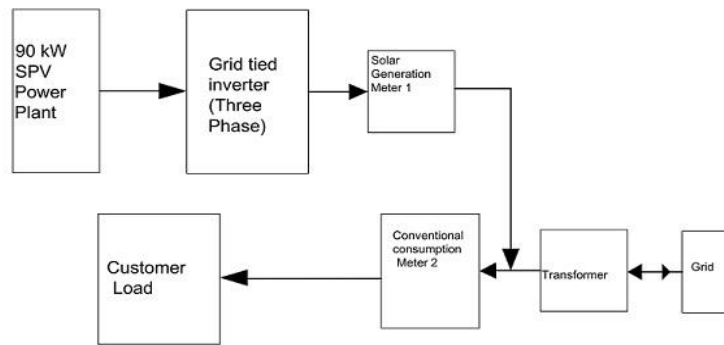 90 kW
SPV
Power
Plant
Grid tied
inverter
(Three
Phase)
Solar
Generation
Meter 1
Customer
Load
Conventional
consumption
Meter 2
Transformer
Grid